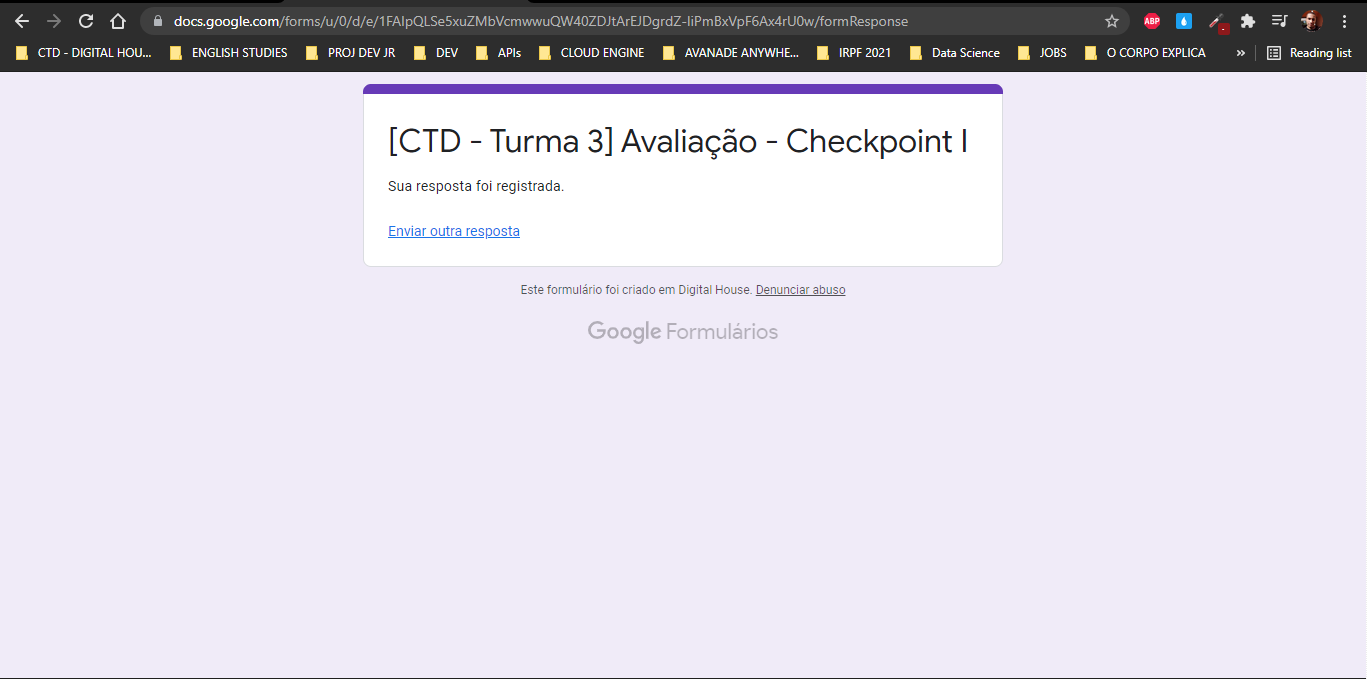 docs.google.com/forms/u/0/d/e/1FAIpQLSe5xuZMbVcmwwuQW40ZDJtArEJDgrdZ-IiPmBxVpF6Ax4rU0w/formResponse
ABP
CTD - DIGITAL HOU... ENGLISH STUDIES PROJ DEV JR DEV APIs CLOUD ENGINE AVANADE ANYWHE... IRPF 2021 Data Science JOBS O CORPO EXPLICA » Reading list
[CTD - Turma 3] Avaliação - Checkpoint I
Sua resposta foi registrada.
Enviar outra resposta
Este formulário foi criado em Digital House. Denunciar abuso
Google Formulários